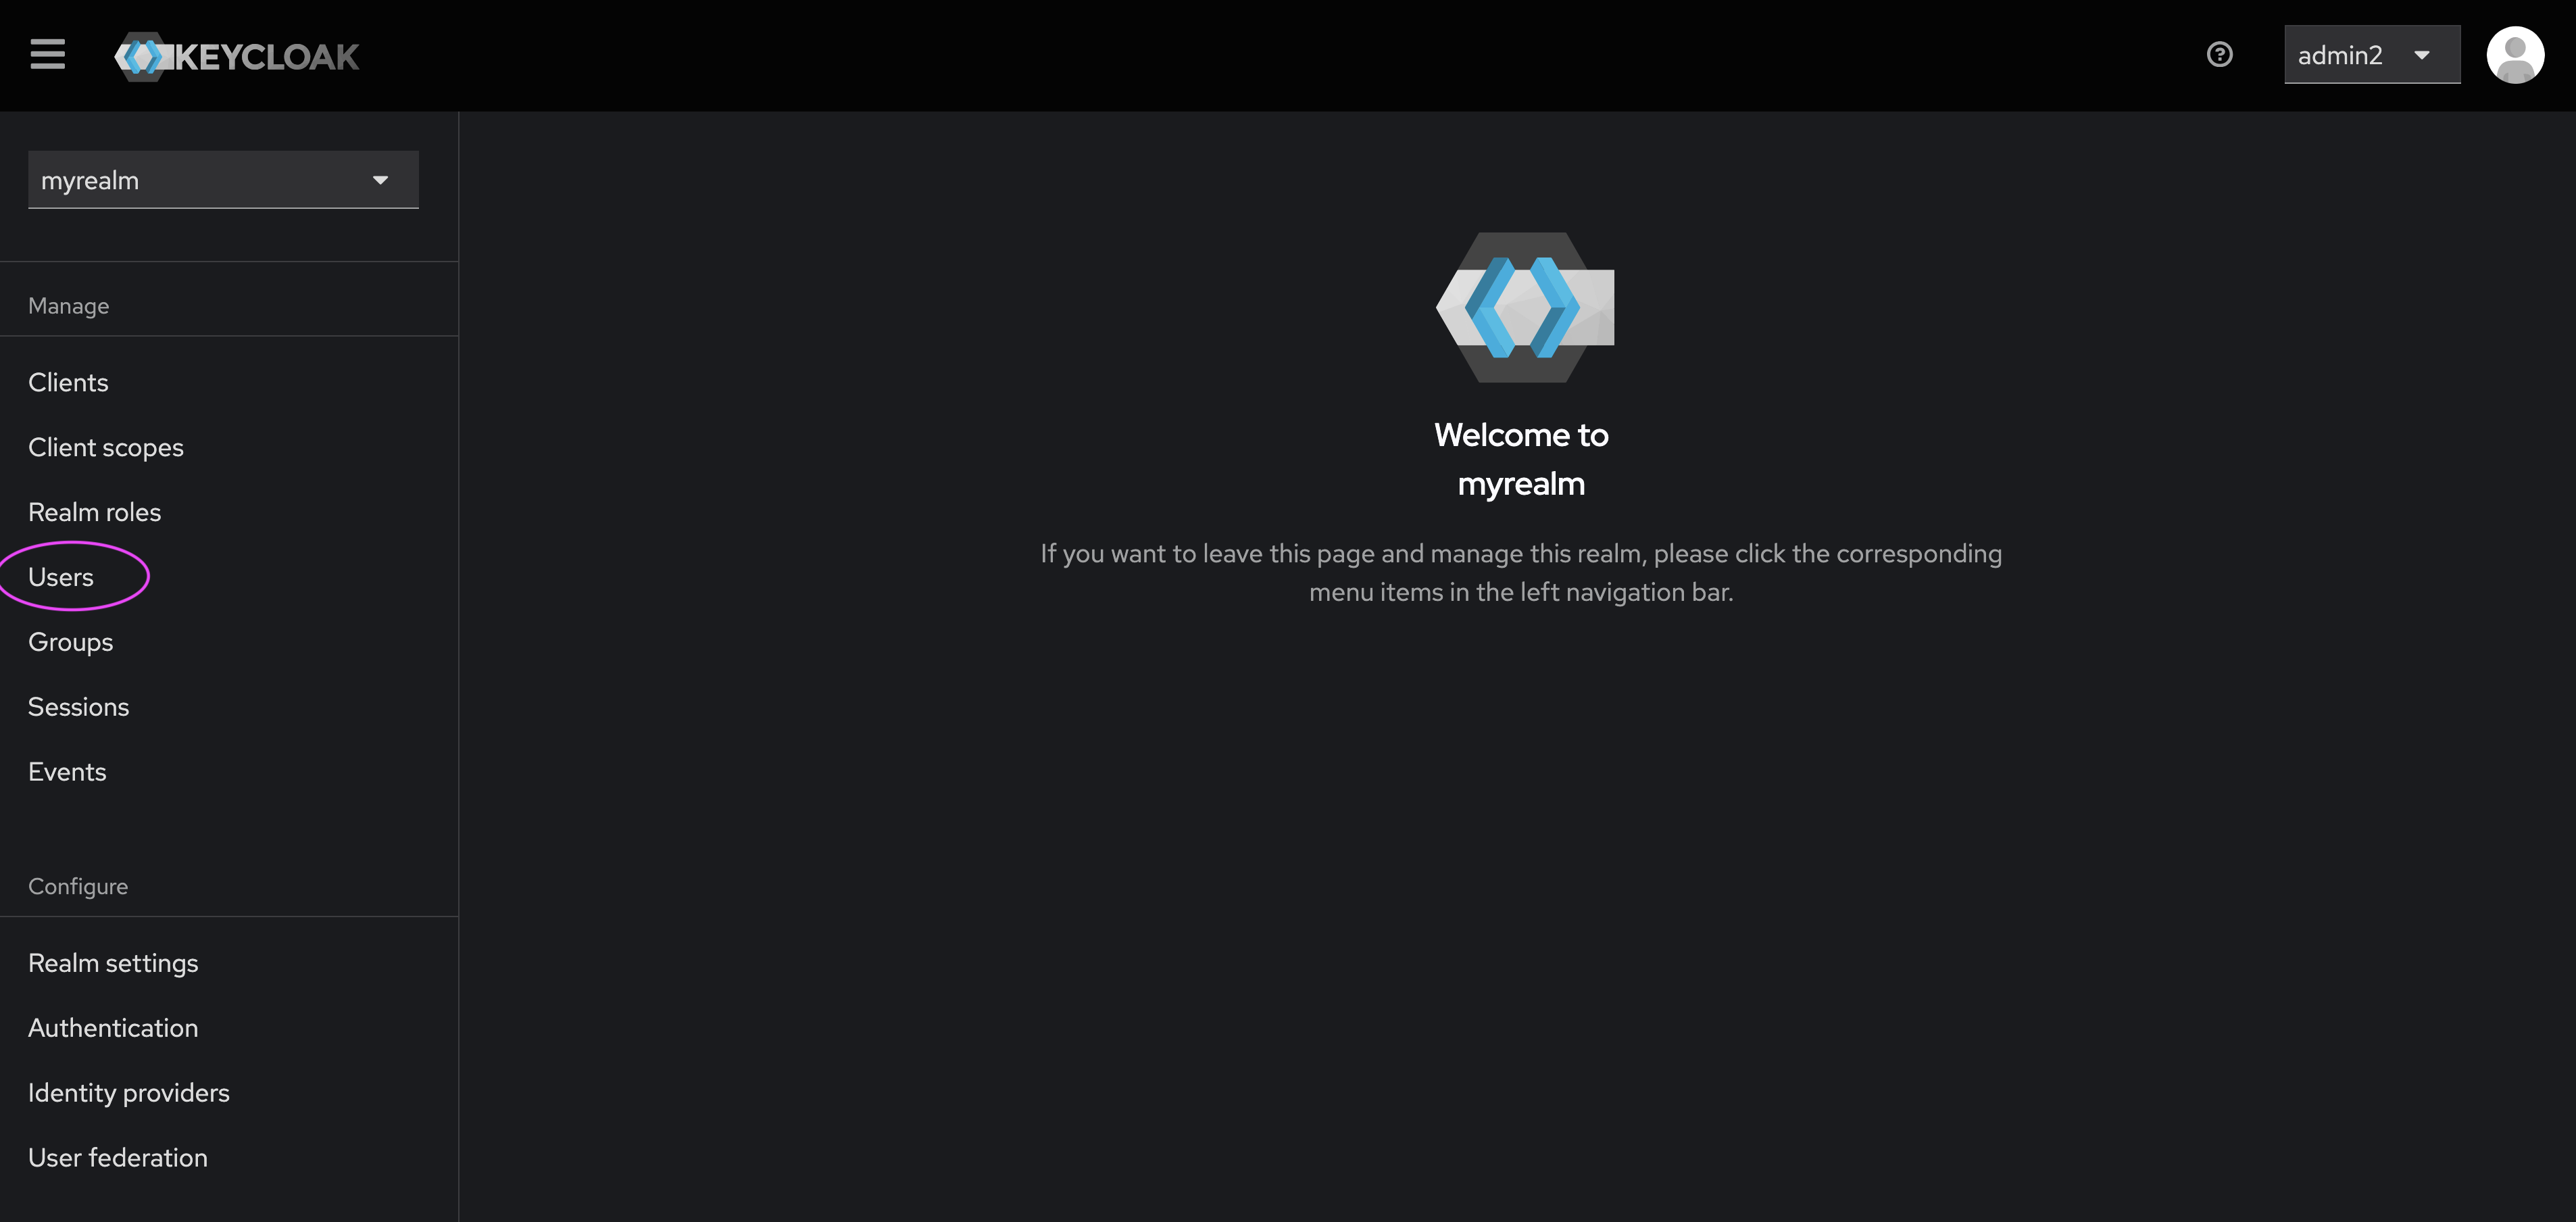 KEYCLOAK
admin2
myrealm
Manage
Clients
Client scopes
Realm roles
Users
Groups
Sessions
Events
Configure
Realm settings
Authentication
Identity providers
User federation
Welcome to
myrealm
If you want to leave this page and manage this realm, please click the corresponding
menu items in the left navigation bar.